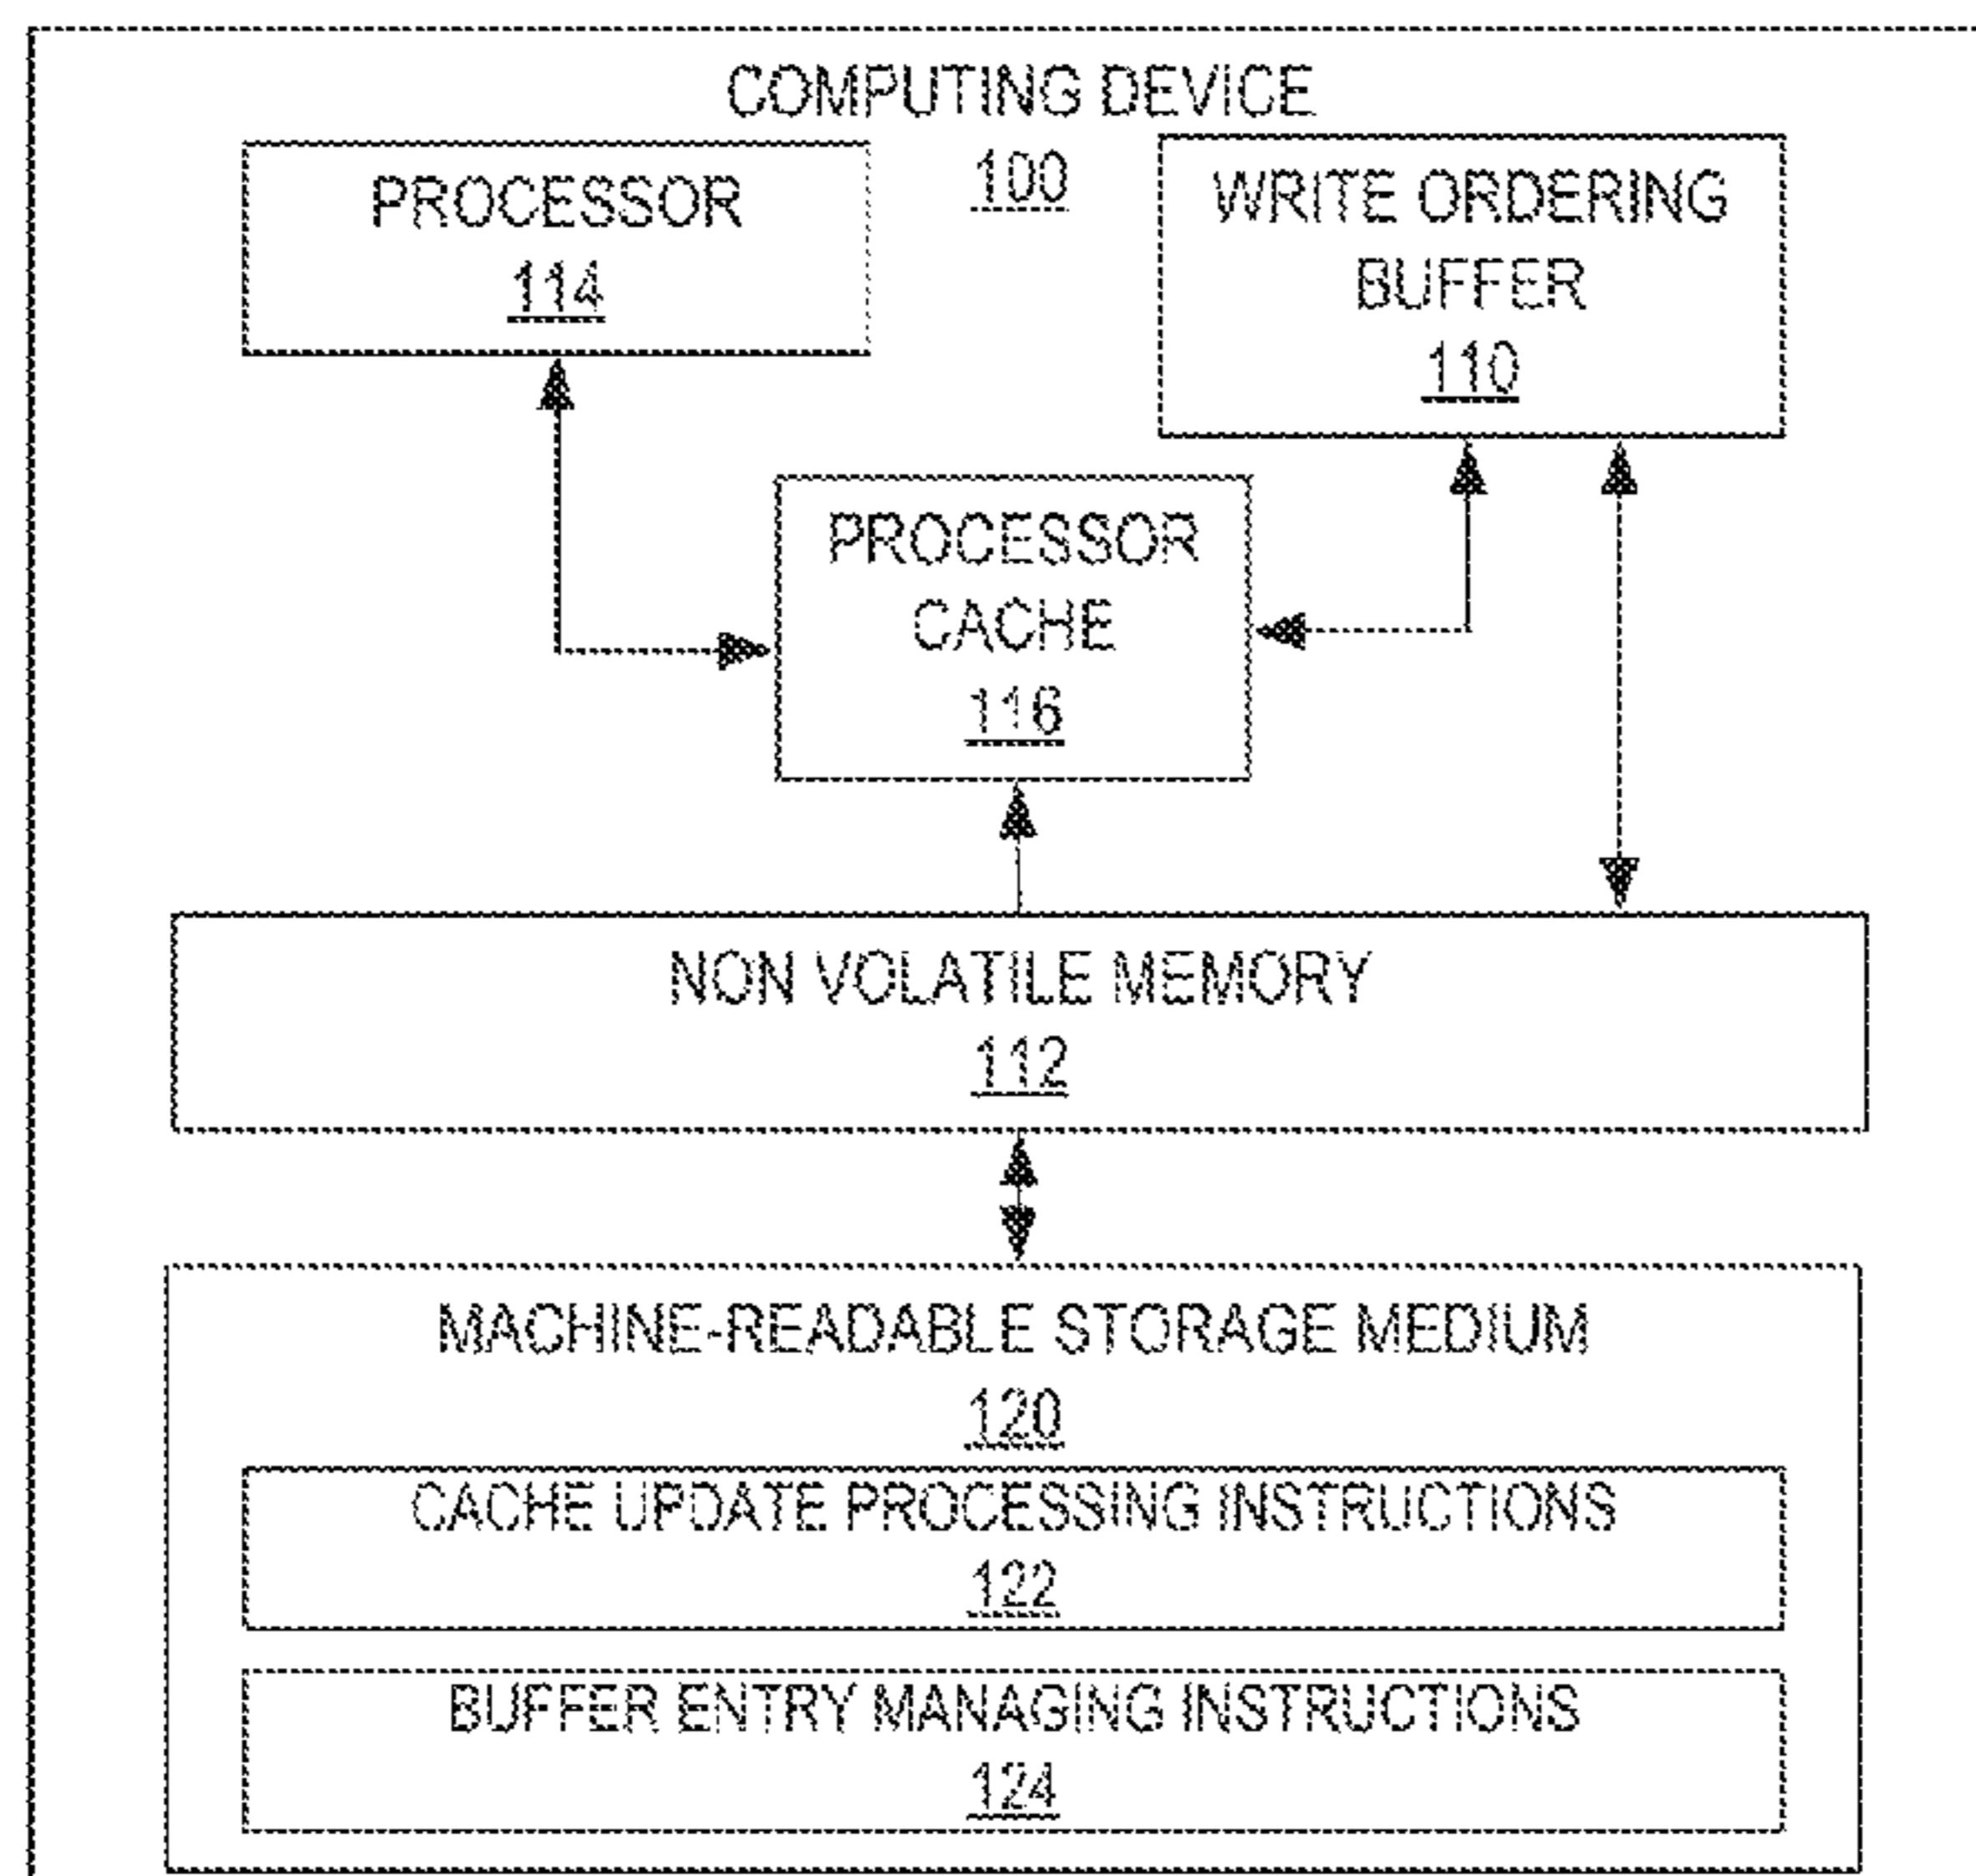 COMPUTING DEVICE
100
PROCESSOR
114
WRITE ORDERING
BUFFER
110
PROCESSOR
CACHE
116
NON VOLATILE MEMORY
112
MACHINE-READABLE STORAGE MEDIUM
120
CACHE UPDATE PROCESSING INSTRUCTIONS
122
BUFFER ENTRY MANAGING INSTRUCTIONS
124